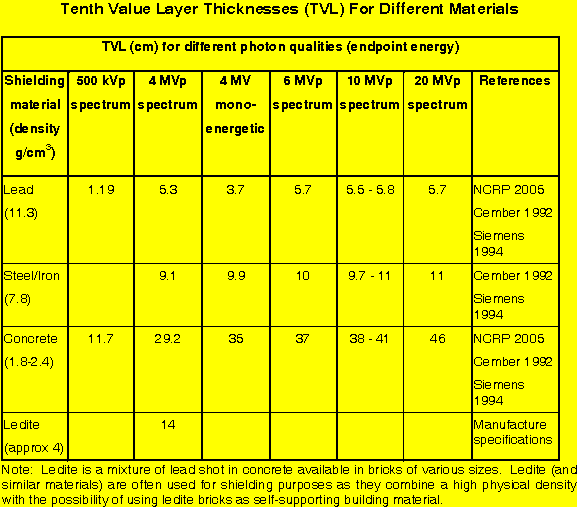 Tenth Value Layer Thicknesses (TVL) For Different Materials
TVL (cm) for different photon qualities (endpoint energy)
Shielding material (density g/cm³) 500 kVp spectrum 4 MVp spectrum 4 MV mono-energetic 6 MVp spectrum 10 MVp spectrum 20 MVp spectrum References
Lead 1.19 5.3 3.7 5.7 5.5 - 5.8 5.7 NCRP 2005
(11.3) Cember 1992
Siemens
1994
Steel/Iron 9.1 9.9 10 9.7 - 11 11 Cember 1992
(7.8) Siemens
1994
Concrete 11.7 29.2 35 37 38 - 41 46 NCRP 2005
(1.8-2.4) Cember 1992
Siemens
1994
Ledite 14 Manufacture
(approx 4) specifications
Note: Ledite is a mixture of lead shot in concrete available in bricks of various sizes. Ledite (and
similar materials) are often used for shielding purposes as they combine a high physical density
with the possibility of using ledite bricks as self-supporting building material.